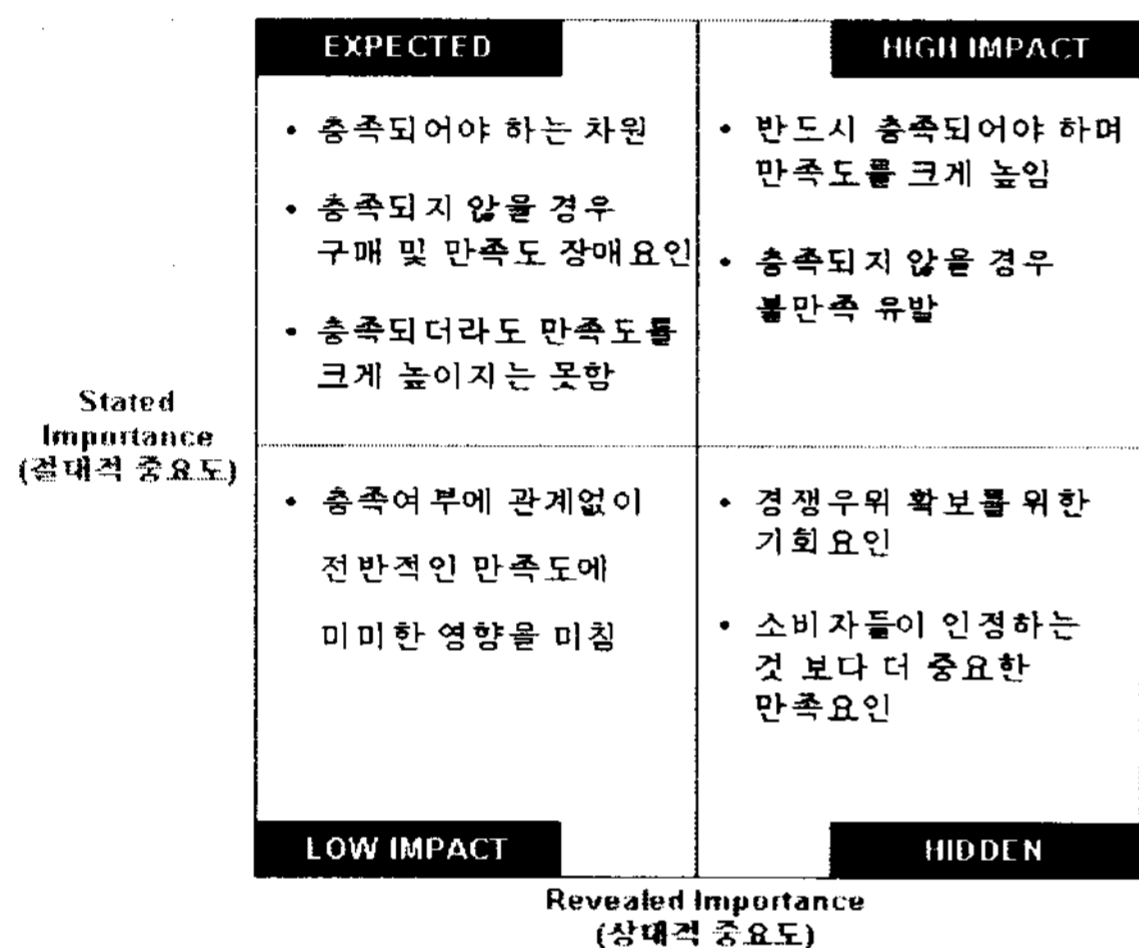 EXPECTED
HIGH IMPACT
• 충족되어야 하는 차원
• 충족되지 않을 경우
구매 및 만족도 장매요인
• 충족되더라도 만족도를
크게 높이지는 못함
• 반드시 충족되어야 하며
만족도를 크게 높임
• 충족되지 않을 경우
불만족 유발
Stated
Importance
(절대적 중요도)
• 충족여부에 관계없이
전반적인 만족도에
미미한 영향을 미침
• 경쟁우위 확보를 위한
기회요인
• 소비자들이 인정하는
것 보다 더 중요한
만족요인
LOW IMPACT
HIDDEN
Revealed Importance
(상대적 중요도)